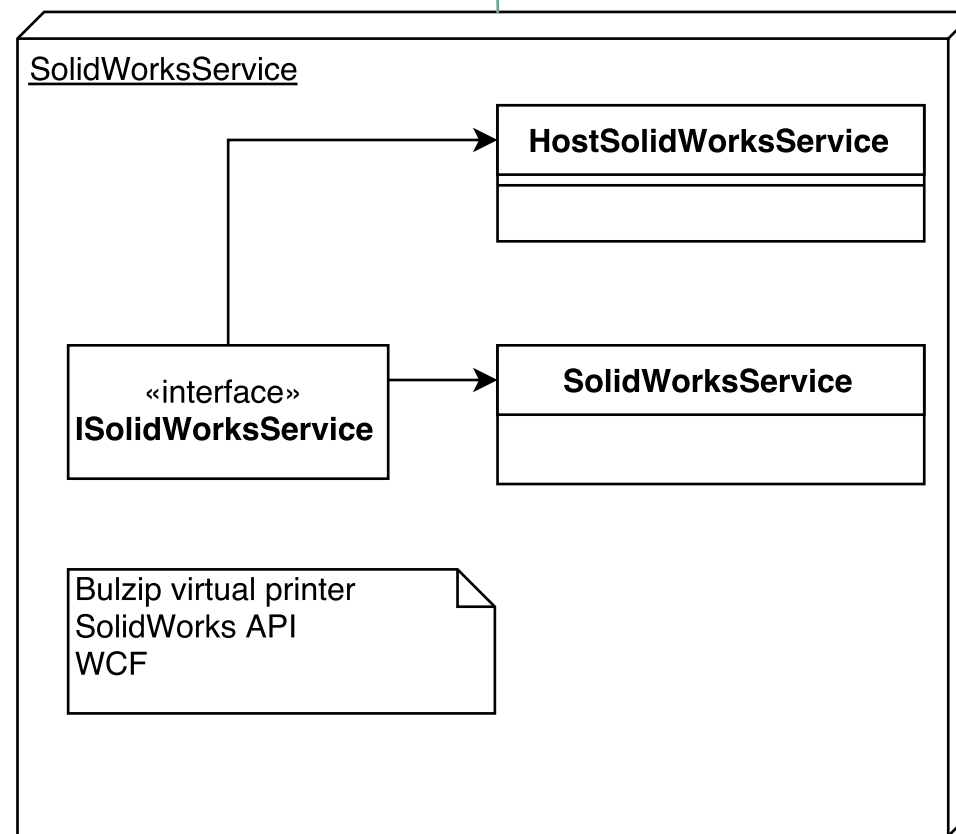 SolidWorksService
HostSolidWorksService
«interface»
ISolidWorksService
SolidWorksService
Bulzip virtual printer
SolidWorks API
WCF